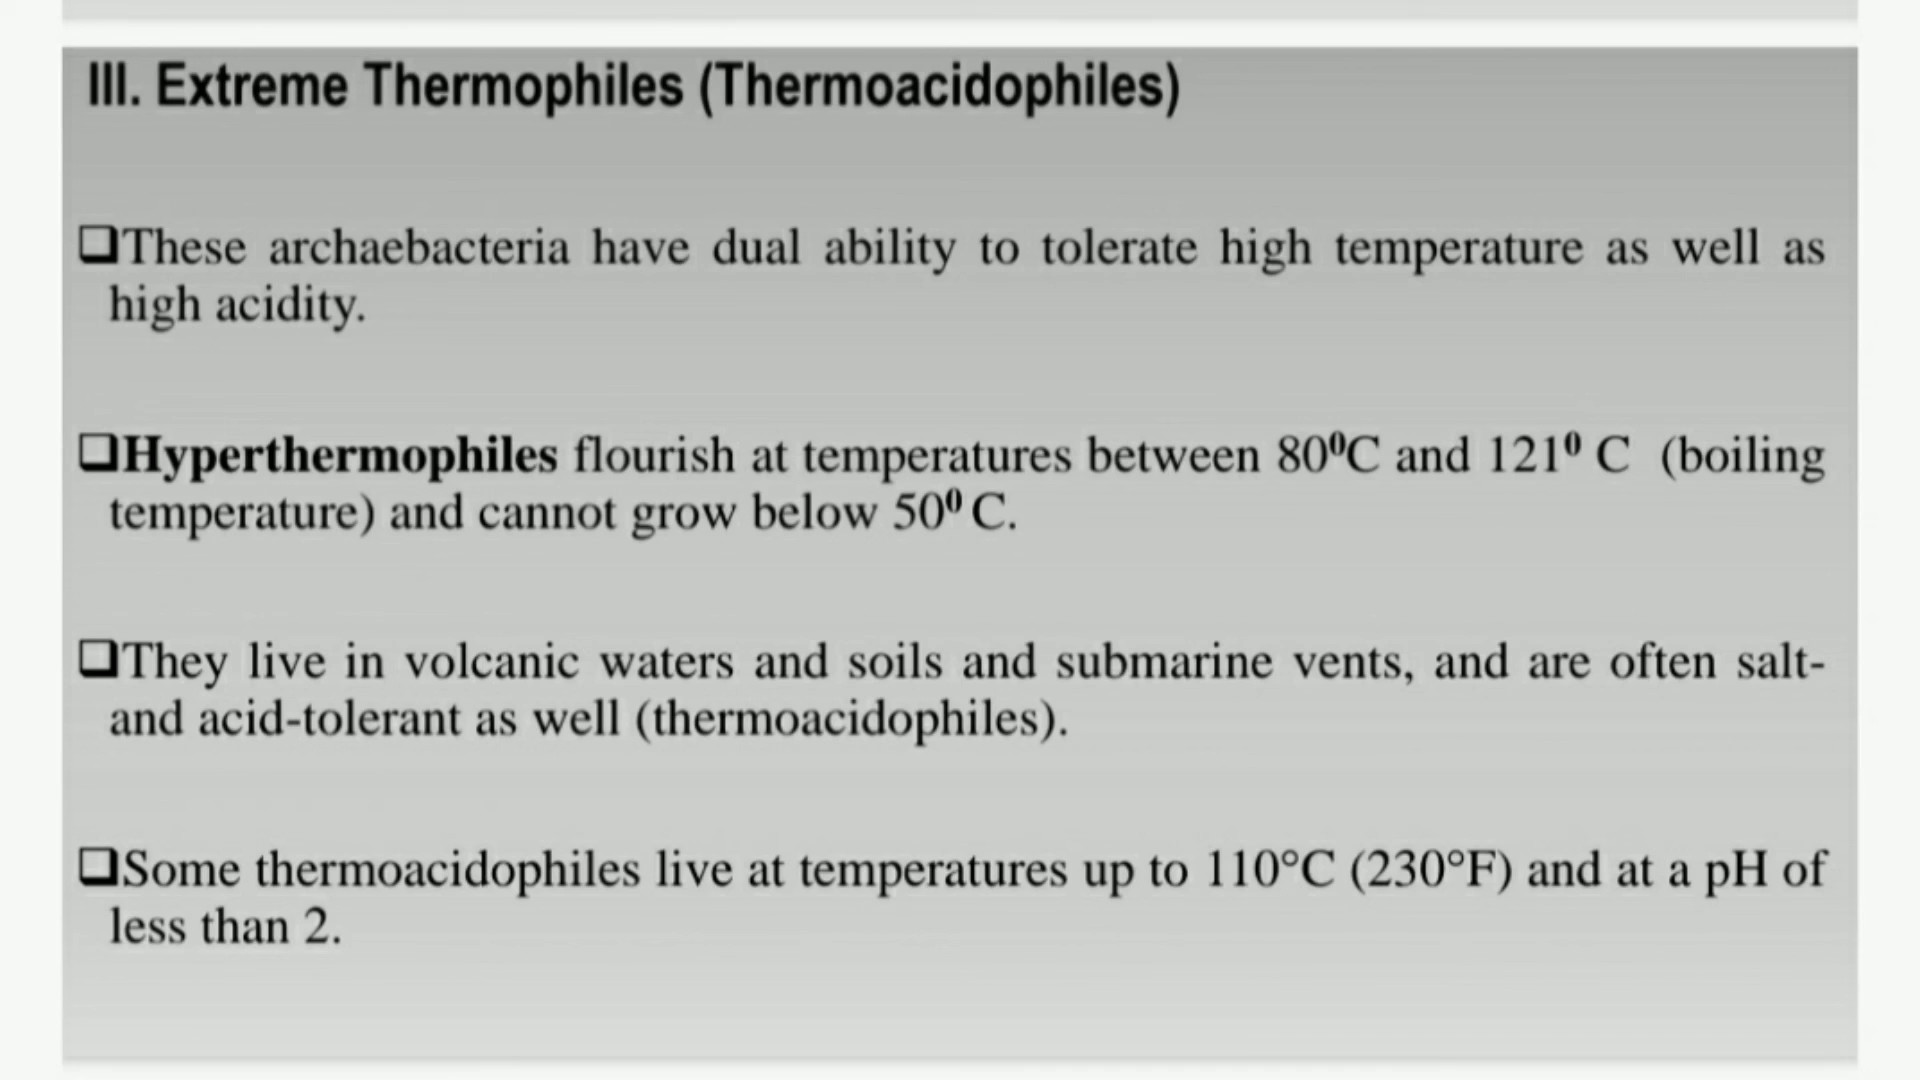 III. Extreme Thermophiles (Thermoacidophiles)
❑These archaebacteria have dual ability to tolerate high temperature as well as
high acidity.
❑Hyperthermophiles flourish at temperatures between 80⁰C and 121⁰ C (boiling
temperature) and cannot grow below 50⁰ C.
❑They live in volcanic waters and soils and submarine vents, and are often salt-
and acid-tolerant as well (thermoacidophiles).
❑Some thermoacidophiles live at temperatures up to 110°C (230°F) and at a pH of
less than 2.